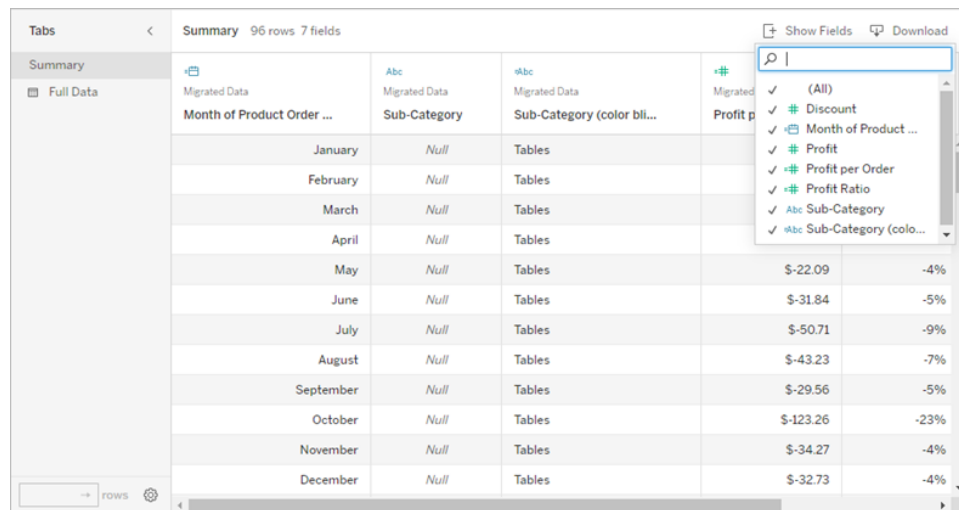 Tabs
Summary 96 rows 7 fields
Show Fields
Download
Summary
Full Data
Abc
Abc
Migrated Data
Migrated Data
Migrated Data
Migrated
Month of Product Order ...
Sub-Category
Sub-Category (color bli...
Profit p
(All)
Discount
Month of Product ...
Profit
Profit per Order
Profit Ratio
Abc Sub-Category
Abc Sub-Category (colo...
January Null Tables
February Null Tables
March Null Tables
April Null Tables
May Null Tables $-22.09 -4%
June Null Tables $-31.84 -5%
July Null Tables $-50.71 -9%
August Null Tables $-43.23 -7%
September Null Tables $-29.56 -5%
October Null Tables $-123.26 -23%
November Null Tables $-34.27 -4%
December Null Tables $-32.73 -4%
rows